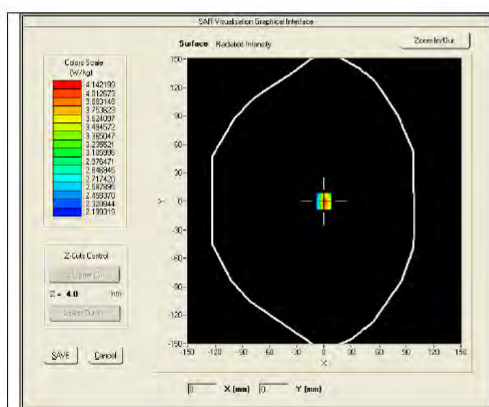 SAR Visualisation Graphical Interface
Surface Radiated Intensity
Zoom In/Out
Colors Scale
(W/kg)
4.142199
4.012673
3.883148
3.753623
3.624097
3.494572
3.365047
3.235521
3.105996
2.976471
2.846945
2.717420
2.587895
2.458370
2.328844
2.199319
150
120
90
60
30
0
-30
-60
-90
-120
-150
Y
-150 -120 -90 -60 -30 0 30 60 90 120 150
X
Z-Cuts Control
Z = 4.0 mm
SAVE Cancel
0 X (mm) 0 Y (mm)